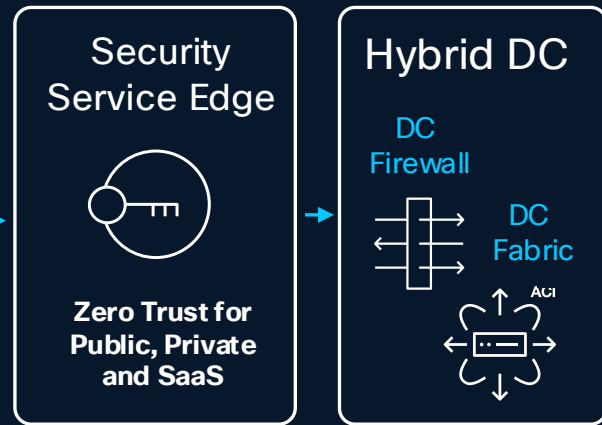 Security
Service Edge
Zero Trust for
Public, Private
and SaaS
Hybrid DC
DC
Firewall
DC
Fabric
ACI